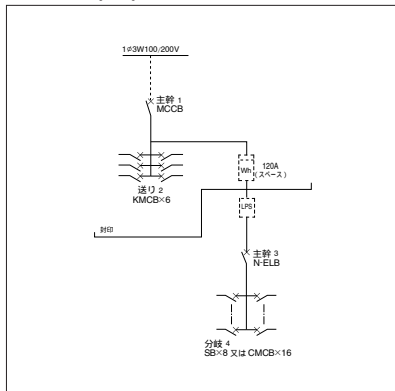 1φ3W100/200V
主幹 1
MCCB
送り 2
KMCB×6
Wh
120A
(スペース)
LPS
封印
主幹 3
N-ELB
分岐 4
SB×8 又は CMCB×16